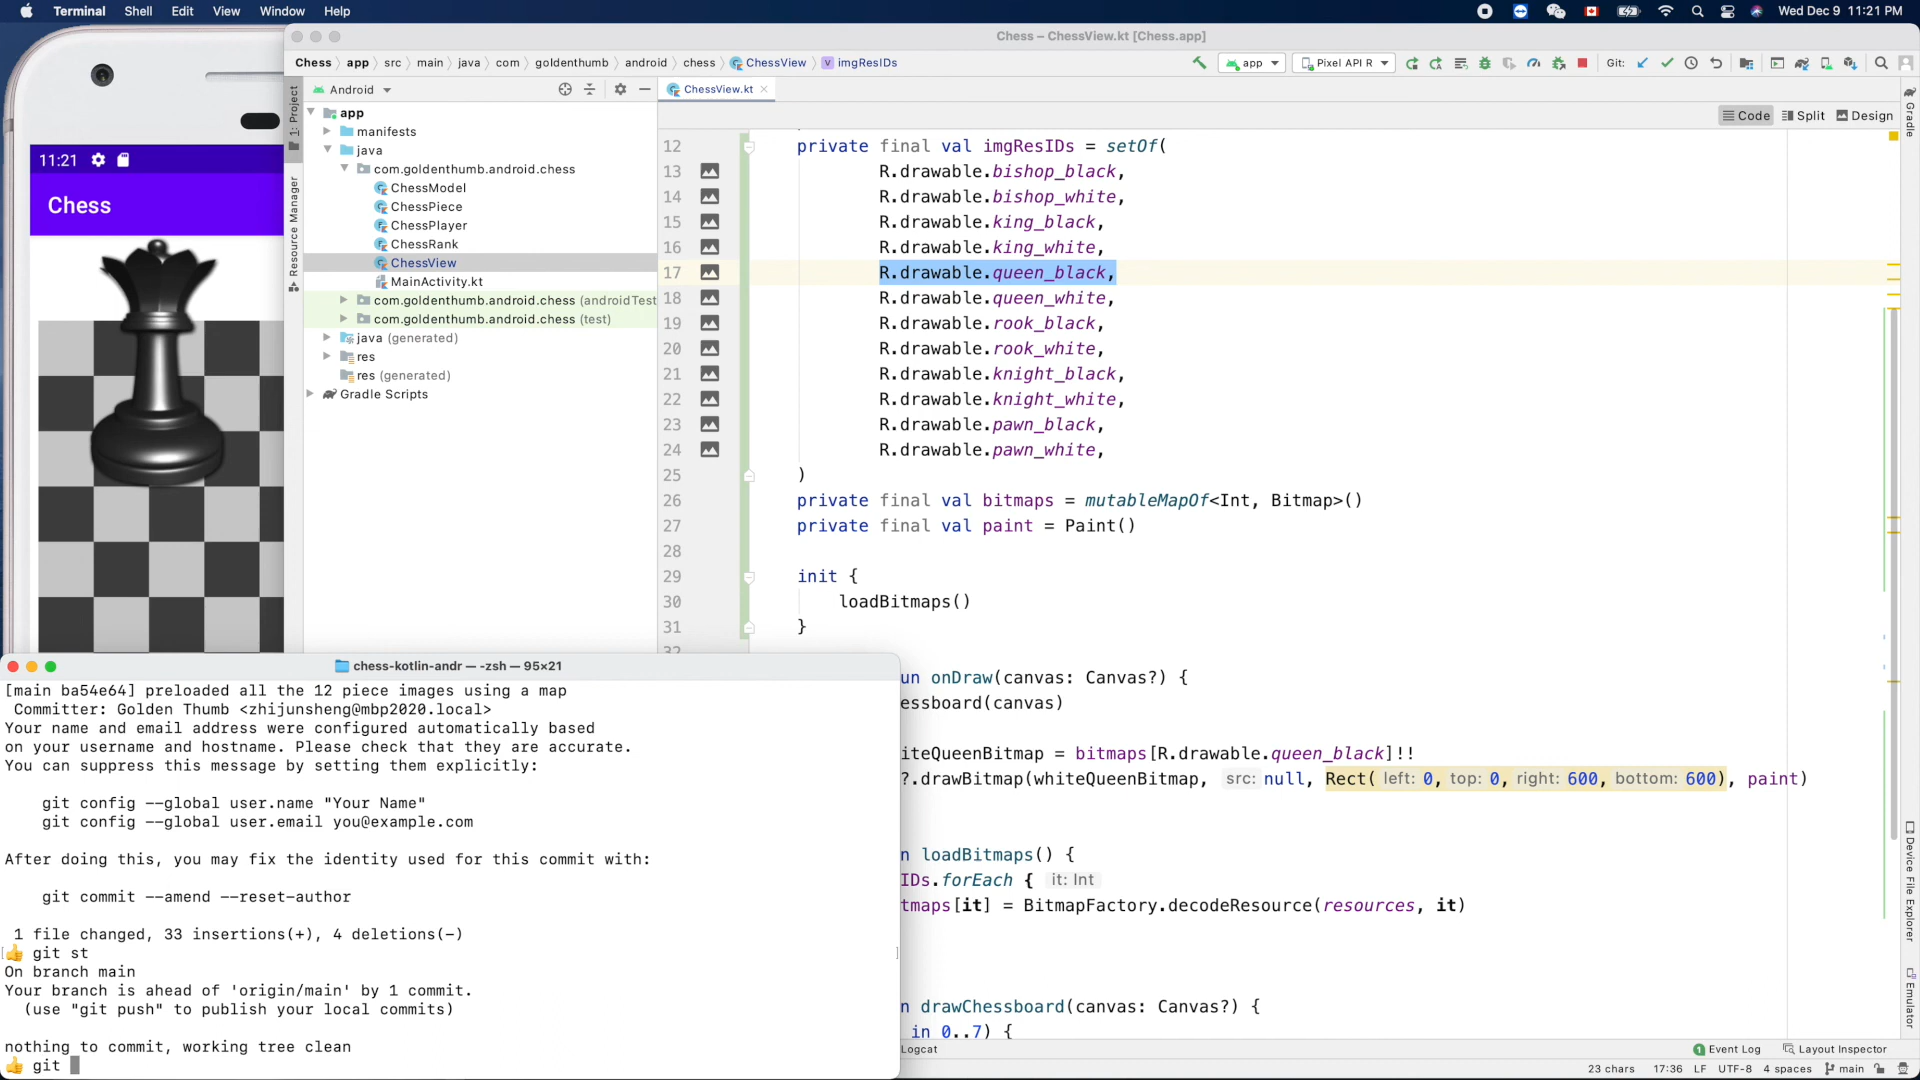 Terminal Shell Edit View Window Help
Wed Dec 9 11:21 PM
Chess – ChessView.kt [Chess.app]
Chess app src main java com goldenthumb android chess ChessView imgResIDs
app
Pixel API R
Git:
11:21
Chess
1: Project
Resource Manager
Android
app
manifests
java
com.goldenthumb.android.chess
ChessModel
ChessPiece
ChessPlayer
ChessRank
ChessView
MainActivity.kt
com.goldenthumb.android.chess (androidTest
com.goldenthumb.android.chess (test)
java (generated)
res
res (generated)
Gradle Scripts
ChessView.kt
Code Split Design
Gradle
12 private final val imgResIDs = setOf(
13 R.drawable.bishop_black,
14 R.drawable.bishop_white,
15 R.drawable.king_black,
16 R.drawable.king_white,
17 R.drawable.queen_black,
18 R.drawable.queen_white,
19 R.drawable.rook_black,
20 R.drawable.rook_white,
21 R.drawable.knight_black,
22 R.drawable.knight_white,
23 R.drawable.pawn_black,
24 R.drawable.pawn_white,
25 )
26 private final val bitmaps = mutableMapOf<Int, Bitmap>()
27 private final val paint = Paint()
28
29 init {
30 loadBitmaps()
31 }
32
un onDraw(canvas: Canvas?) {
essboard(canvas)
iteQueenBitmap = bitmaps[R.drawable.queen_black]!!
?.drawBitmap(whiteQueenBitmap, src: null, Rect( left: 0, top: 0, right: 600, bottom: 600), paint)
n loadBitmaps() {
IDs.forEach { it: Int
tmaps[it] = BitmapFactory.decodeResource(resources, it)
n drawChessboard(canvas: Canvas?) {
in 0..7) {
Device File Explorer
Emulator
Logcat
1 Event Log Layout Inspector
23 chars 17:36 LF UTF-8 4 spaces main
chess-kotlin-andr — -zsh — 95×21
[main ba54e64] preloaded all the 12 piece images using a map
Committer: Golden Thumb <zhijunsheng@mbp2020.local>
Your name and email address were configured automatically based
on your username and hostname. Please check that they are accurate.
You can suppress this message by setting them explicitly:
git config --global user.name "Your Name"
git config --global user.email you@example.com
After doing this, you may fix the identity used for this commit with:
git commit --amend --reset-author
1 file changed, 33 insertions(+), 4 deletions(-)
[👍 git st ]
On branch main
Your branch is ahead of 'origin/main' by 1 commit.
(use "git push" to publish your local commits)
nothing to commit, working tree clean
👍 git